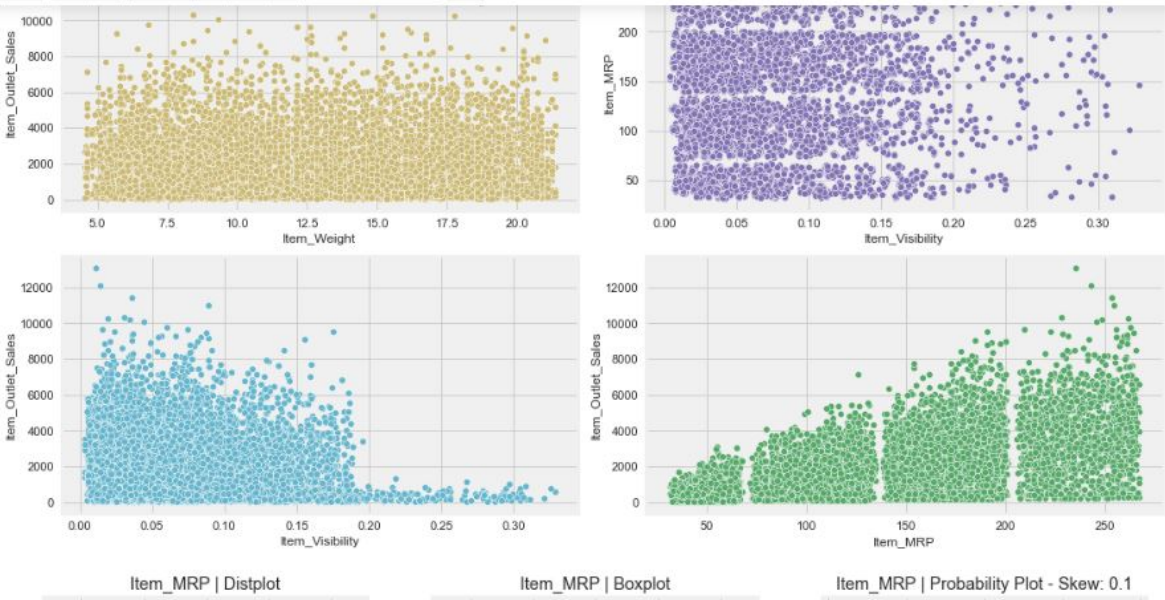 10000
8000
6000
4000
2000
0
Item_Outlet_Sales
5.0 7.5 10.0 12.5 15.0 17.5 20.0
Item_Weight
200
150
100
50
Item_MRP
0.00 0.05 0.10 0.15 0.20 0.25 0.30
Item_Visibility
12000
10000
8000
6000
4000
2000
0
Item_Outlet_Sales
0.00 0.05 0.10 0.15 0.20 0.25 0.30
Item_Visibility
12000
10000
8000
6000
4000
2000
0
Item_Outlet_Sales
50 100 150 200 250
Item_MRP
Item_MRP | Distplot
Item_MRP | Boxplot
Item_MRP | Probability Plot - Skew: 0.1